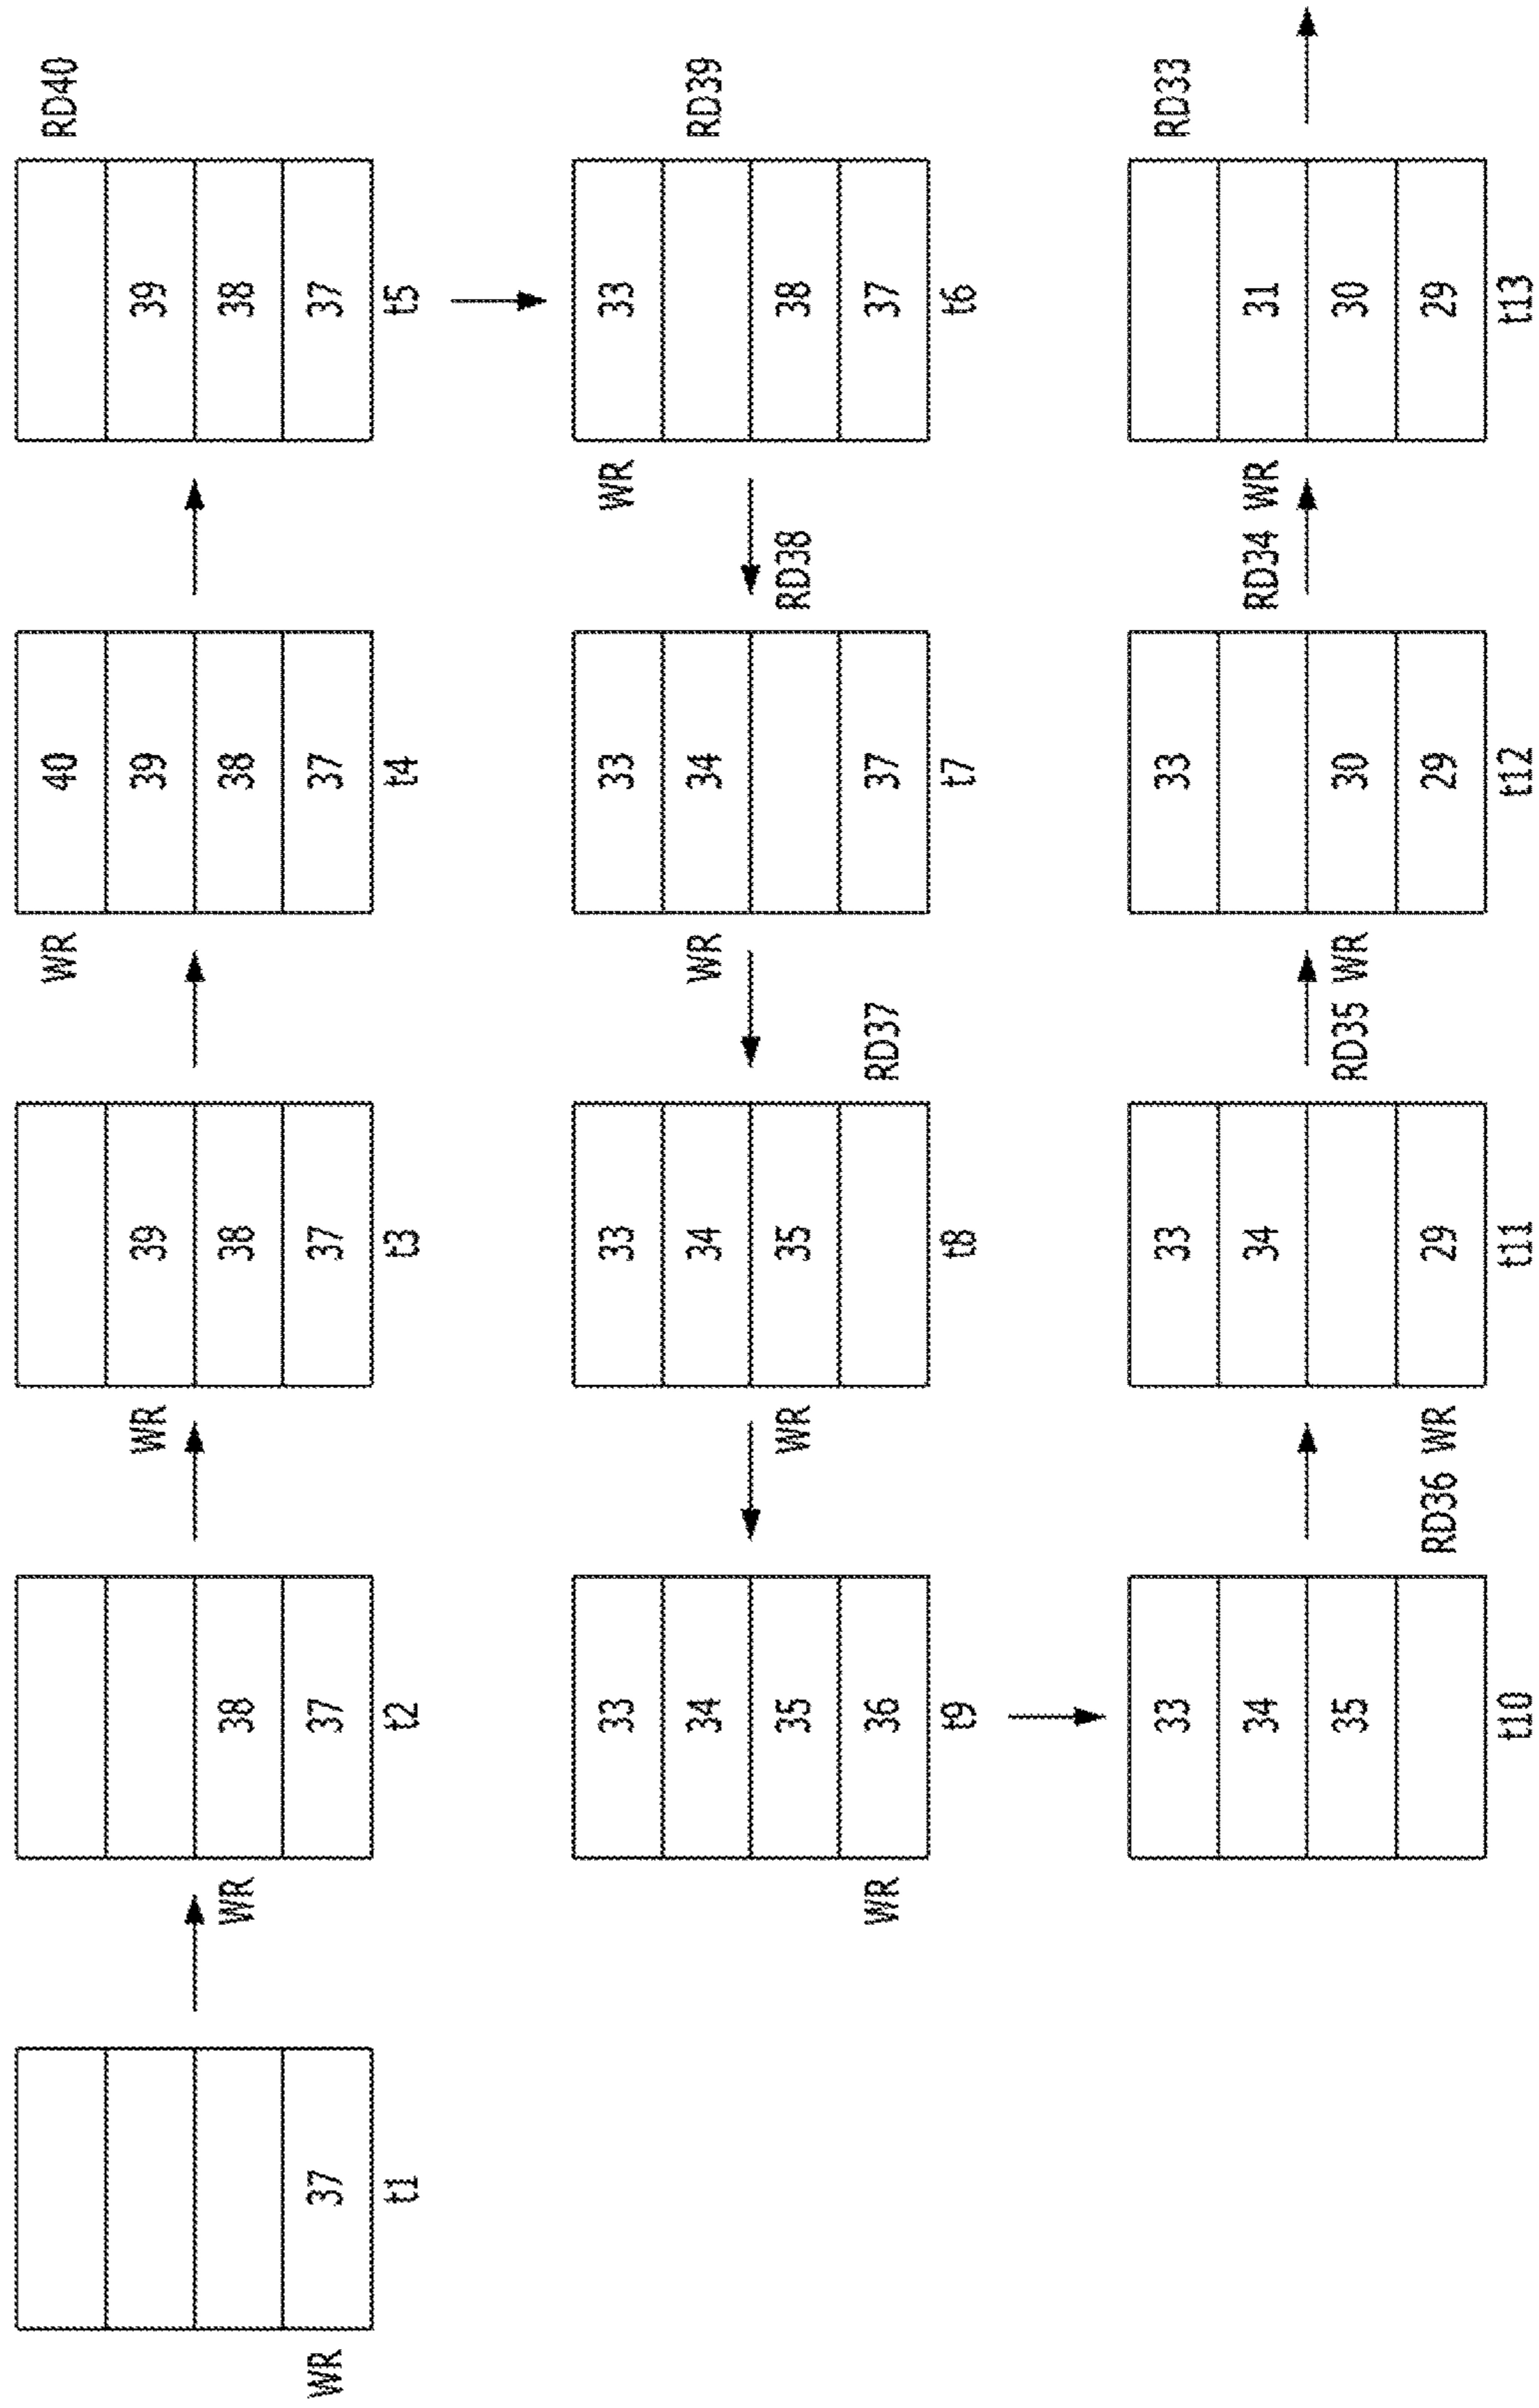 WR 40 RD40
WR 39 39 39
WR 38 38 38 38
WR 37 37 37 37 37
t1 t2 t3 t4 t5
33 33 33 WR 33
34 34 WR 34 RD39
35 WR 35 RD38 38
WR 36 RD37 37 37
t9 t8 t7 t6
33 33 33 RD33
34 34 RD34 WR 31
35 RD35 WR 30 30
RD36 WR 29 29 29
t10 t11 t12 t13